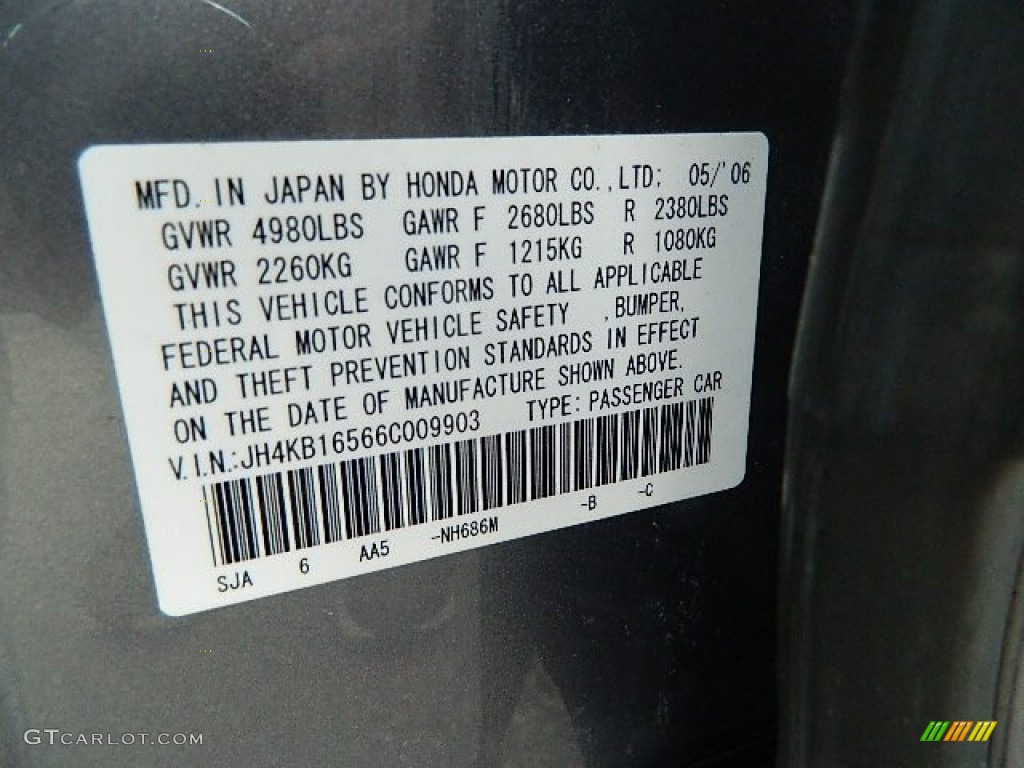 MFD. IN JAPAN BY HONDA MOTOR CO.,LTD; 05/'06
GVWR 4980LBS GAWR F 2680LBS R 2380LBS
GVWR 2260KG GAWR F 1215KG R 1080KG
THIS VEHICLE CONFORMS TO ALL APPLICABLE
FEDERAL MOTOR VEHICLE SAFETY ,BUMPER,
AND THEFT PREVENTION STANDARDS IN EFFECT
ON THE DATE OF MANUFACTURE SHOWN ABOVE.
V.I.N.:JH4KB16566C009903 TYPE: PASSENGER CAR
SJA 6 AA5 -NH686M -B -C
GTCARLOT.COM